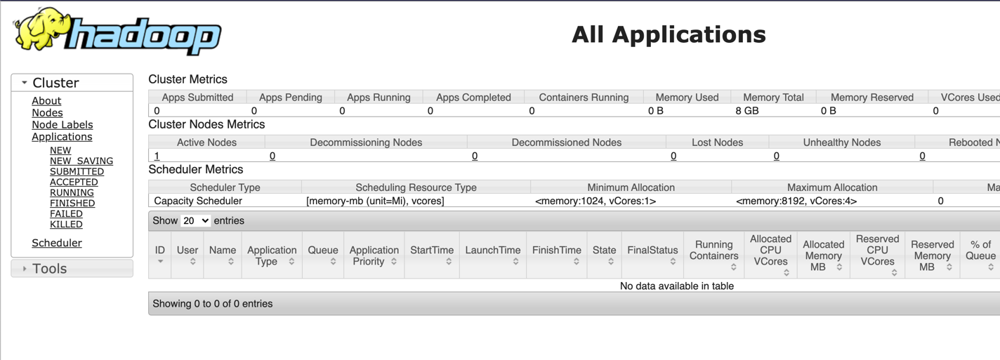 hadoop
All Applications
Cluster
About
Nodes
Node Labels
Applications
NEW
NEW_SAVING
SUBMITTED
ACCEPTED
RUNNING
FINISHED
FAILED
KILLED
Scheduler
Tools
Cluster Metrics
Apps Submitted Apps Pending Apps Running Apps Completed Containers Running Memory Used Memory Total Memory Reserved VCores Used
0 0 0 0 0 0 B 8 GB 0 B 0
Cluster Nodes Metrics
Active Nodes Decommissioning Nodes Decommissioned Nodes Lost Nodes Unhealthy Nodes Rebooted N
1 0 0 0 0 0
Scheduler Metrics
Scheduler Type Scheduling Resource Type Minimum Allocation Maximum Allocation Ma
Capacity Scheduler [memory-mb (unit=Mi), vcores] <memory:1024, vCores:1> <memory:8192, vCores:4> 0
Show 20 entries
ID User Name Application Type Queue Application Priority StartTime LaunchTime FinishTime State FinalStatus Running Containers Allocated CPU VCores Allocated Memory MB Reserved CPU VCores Reserved Memory MB % of Queue
No data available in table
Showing 0 to 0 of 0 entries